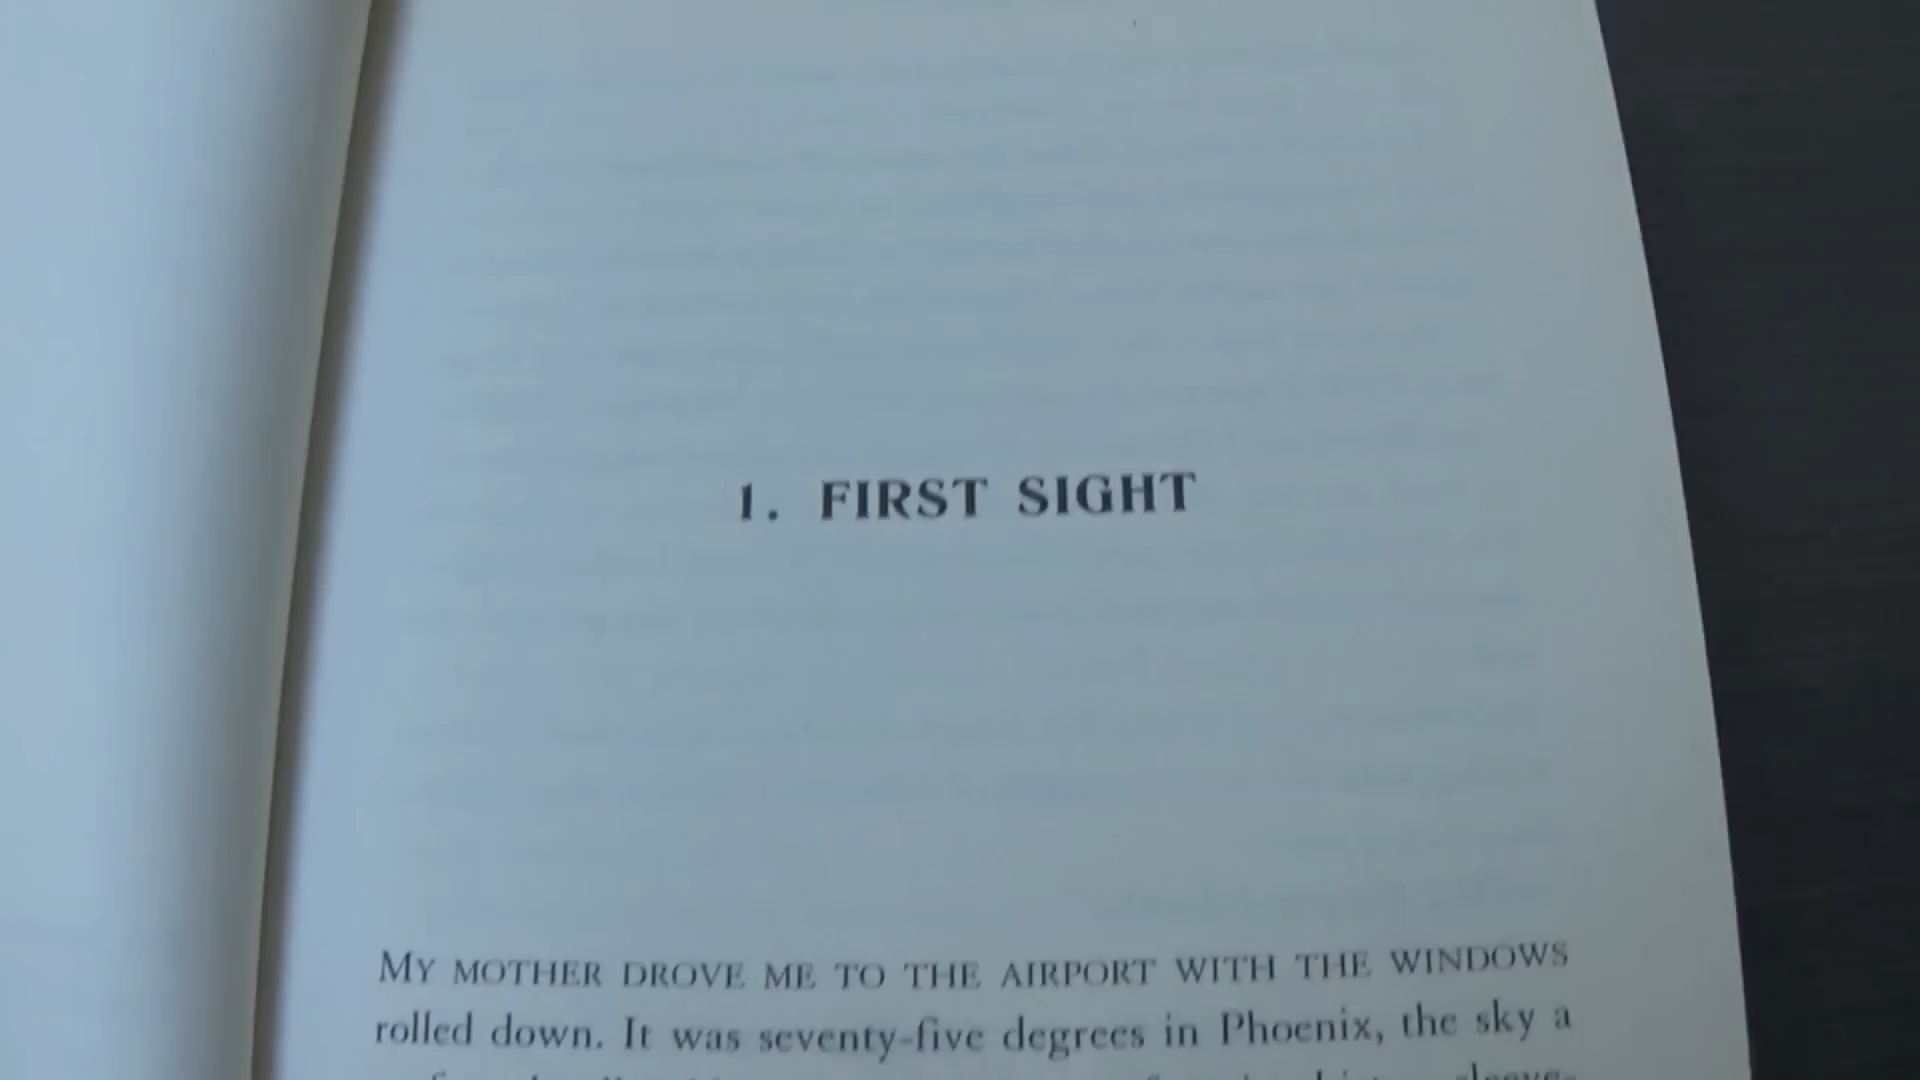 1. FIRST SIGHT
MY MOTHER DROVE ME TO THE AIRPORT WITH THE WINDOWS
rolled down. It was seventy-five degrees in Phoenix, the sky a